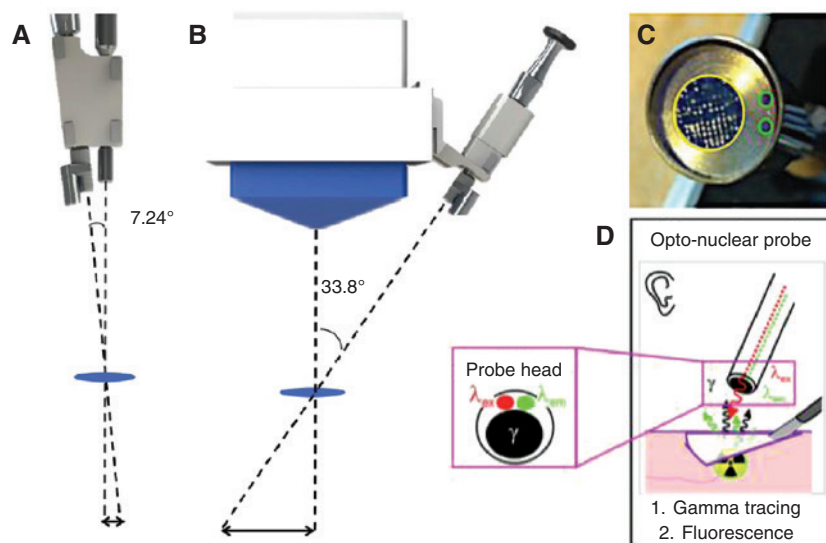 A
B
C
7.24°
33.8°
D
Opto-nuclear probe
Probe head
λex
λem
γ
γ
λex
λem
1. Gamma tracing
2. Fluorescence